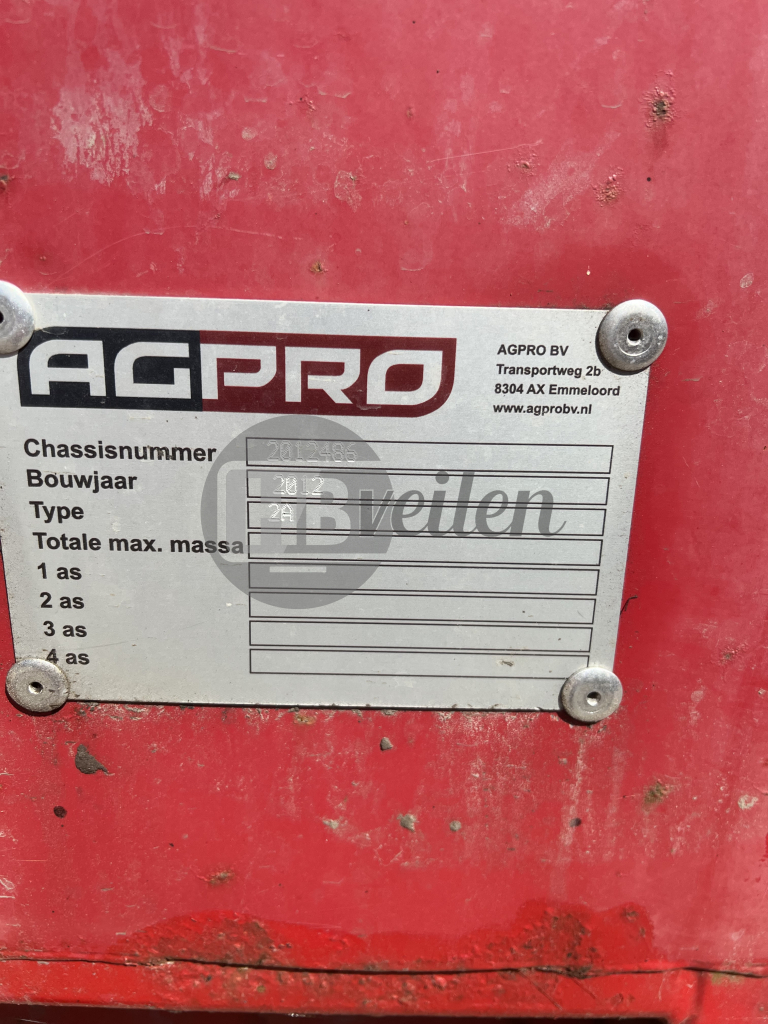 AGPRO
AGPRO BV
Transportweg 2b
8304 AX Emmeloord
www.agprobv.nl
Chassisnummer 2012486
Bouwjaar 2012
Type 2A
Totale max. massa
1 as
2 as
3 as
4 as
HBveilen